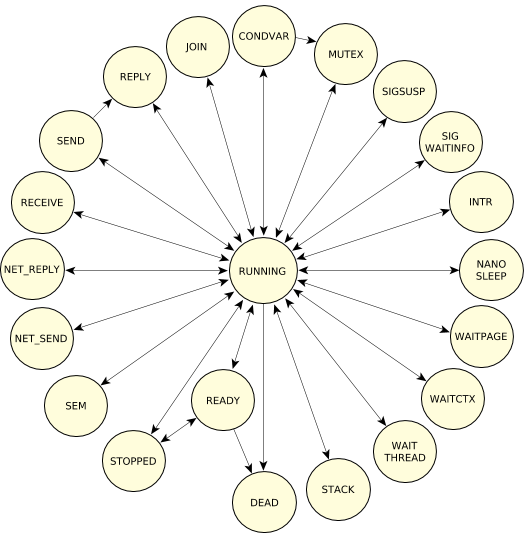 CONDVAR
JOIN
MUTEX
REPLY
SIGSUSP
SEND
SIG
WAITINFO
RECEIVE
INTR
NET_REPLY
RUNNING
NANO
SLEEP
NET_SEND
WAITPAGE
SEM
READY
WAITCTX
STOPPED
WAIT
THREAD
DEAD
STACK